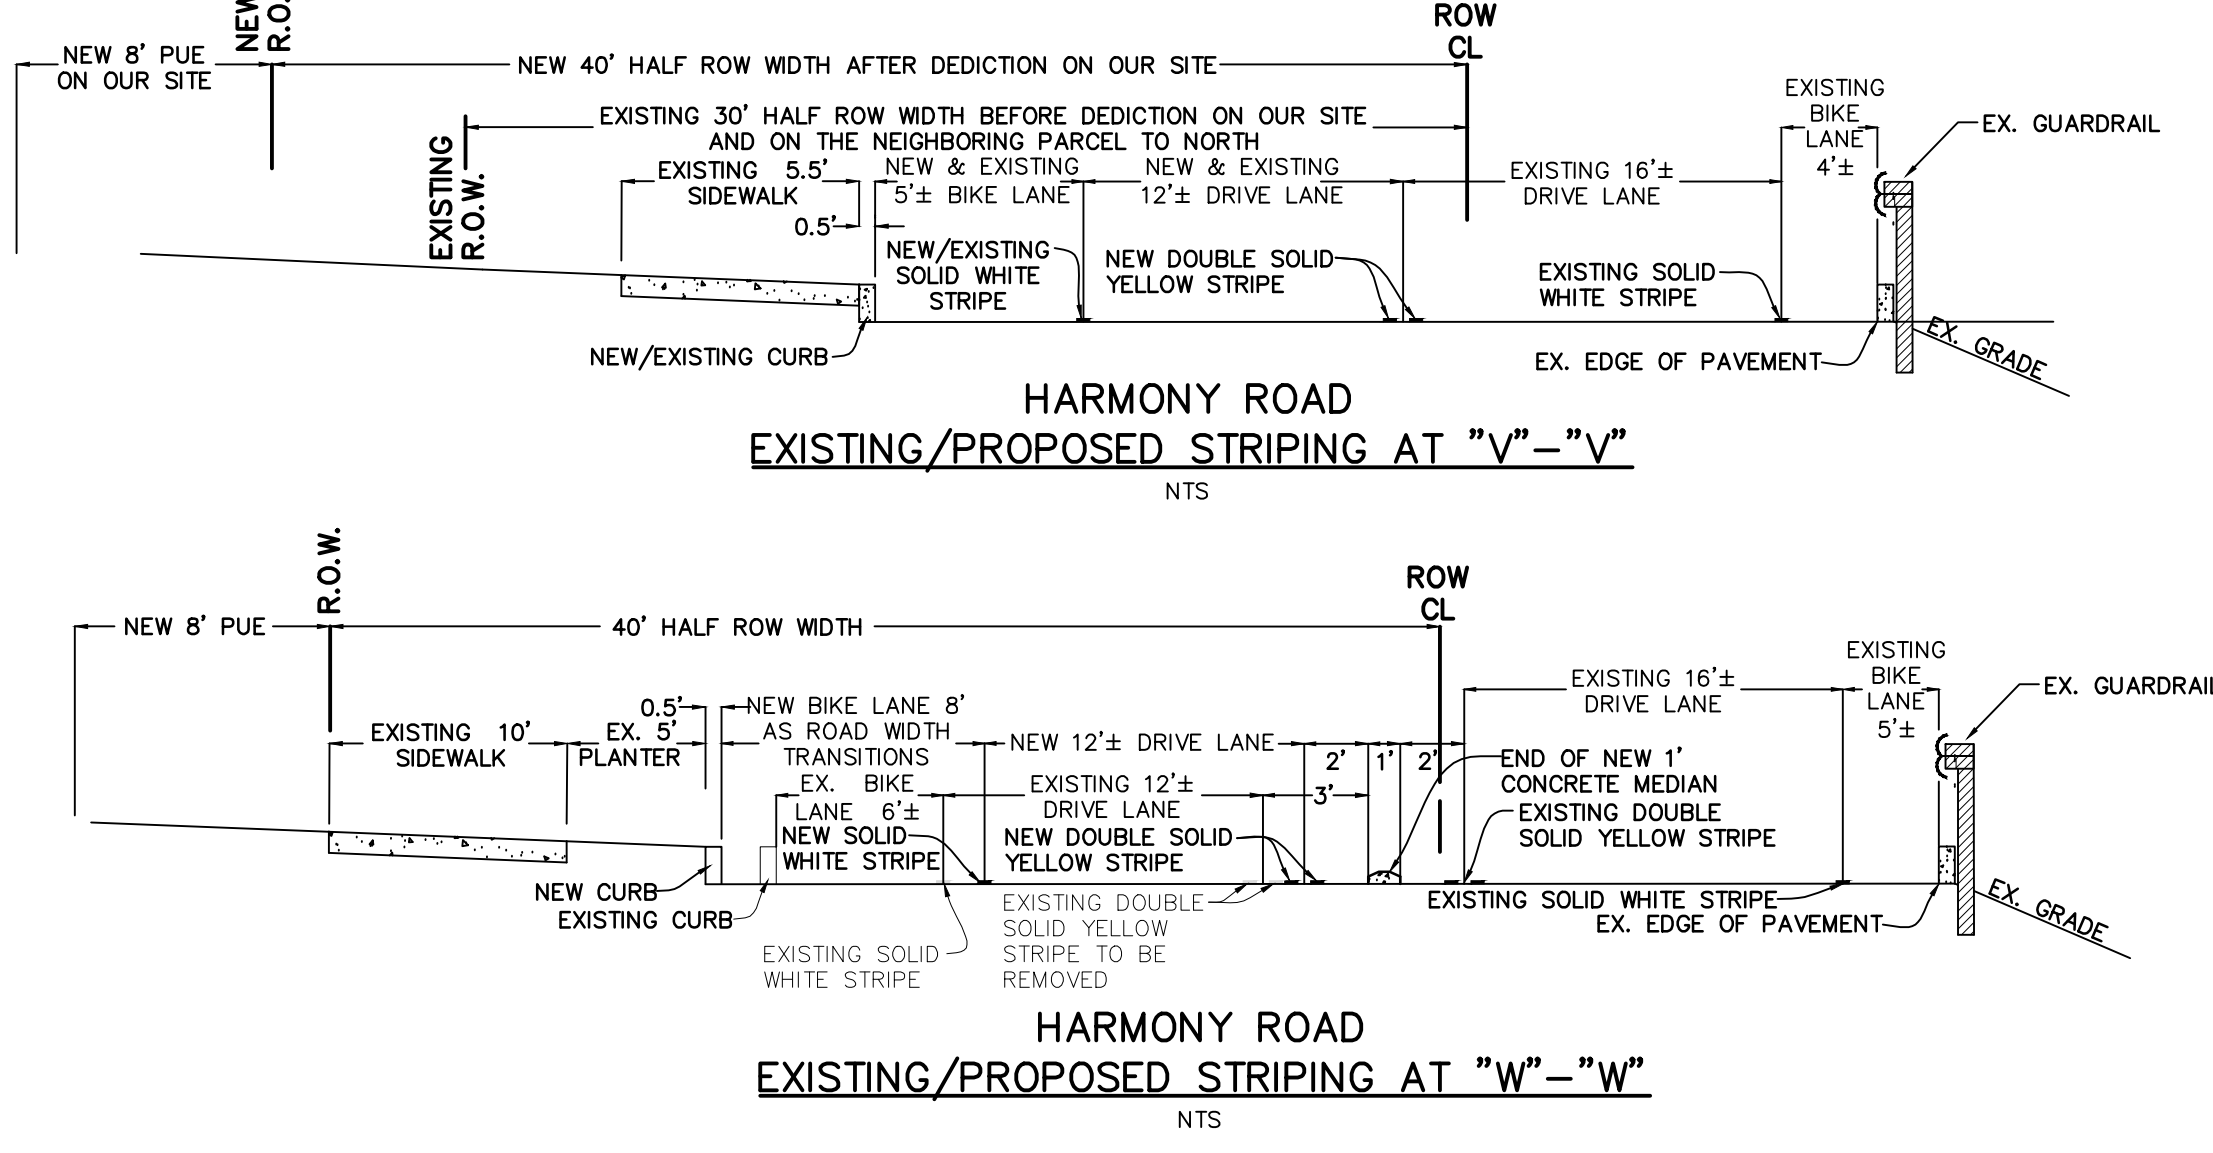 NEW
R.O.
NEW 8' PUE
ON OUR SITE
NEW 40' HALF ROW WIDTH AFTER DEDICTION ON OUR SITE
ROW
CL
EXISTING 30' HALF ROW WIDTH BEFORE DEDICTION ON OUR SITE
AND ON THE NEIGHBORING PARCEL TO NORTH
EXISTING
R.O.W.
EXISTING 5.5'
SIDEWALK
0.5'
NEW & EXISTING
5'± BIKE LANE
NEW & EXISTING
12'± DRIVE LANE
EXISTING 16'±
DRIVE LANE
EXISTING
BIKE
LANE
4'±
EX. GUARDRAIL
NEW/EXISTING
SOLID WHITE
STRIPE
NEW DOUBLE SOLID
YELLOW STRIPE
EXISTING SOLID
WHITE STRIPE
NEW/EXISTING CURB
EX. EDGE OF PAVEMENT
EX. GRADE
HARMONY ROAD
EXISTING/PROPOSED STRIPING AT "V"-"V"
NTS
R.O.W.
NEW 8' PUE
40' HALF ROW WIDTH
ROW
CL
EXISTING 10'
SIDEWALK
EX. 5'
PLANTER
0.5'
NEW BIKE LANE 8'
AS ROAD WIDTH
TRANSITIONS
NEW 12'± DRIVE LANE
2'
1'
2'
EX. BIKE
LANE 6'±
EXISTING 12'±
DRIVE LANE
3'
EXISTING 16'±
DRIVE LANE
EXISTING
BIKE
LANE
5'±
EX. GUARDRAIL
END OF NEW 1'
CONCRETE MEDIAN
EXISTING DOUBLE
SOLID YELLOW STRIPE
NEW SOLID
WHITE STRIPE
NEW DOUBLE SOLID
YELLOW STRIPE
NEW CURB
EXISTING CURB
EXISTING SOLID
WHITE STRIPE
EXISTING DOUBLE
SOLID YELLOW
STRIPE TO BE
REMOVED
EXISTING SOLID WHITE STRIPE
EX. EDGE OF PAVEMENT
EX. GRADE
HARMONY ROAD
EXISTING/PROPOSED STRIPING AT "W"-"W"
NTS